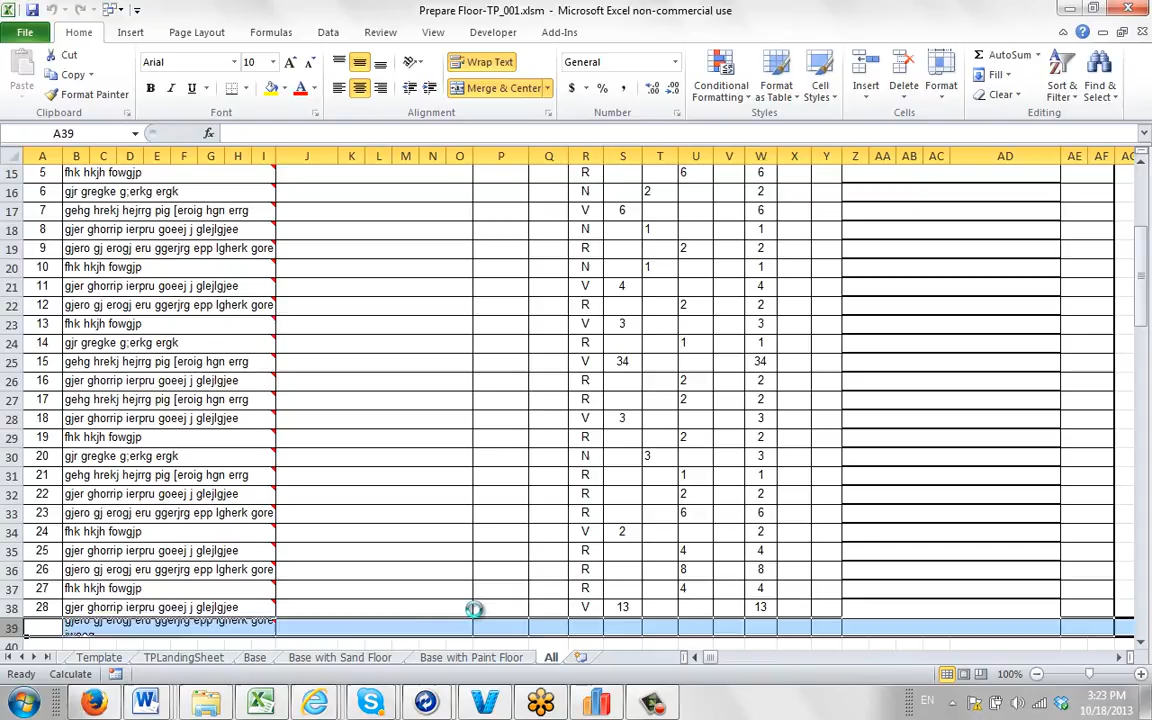 Prepare Floor-TP_001.xlsm - Microsoft Excel non-commercial use
File Home Insert Page Layout Formulas Data Review View Developer Add-Ins
Paste Cut Copy Format Painter Clipboard
Arial 10 B I U Font
Wrap Text Merge & Center Alignment
General $ % , Number
Conditional Formatting Format as Table Cell Styles Styles
Insert Delete Format Cells
AutoSum Fill Clear Sort & Filter Find & Select Editing
A39 fx
A B C D E F G H I J K L M N O P Q R S T U V W X Y Z AA AB AC AD AE AF
15 5 fhk hkjh fowgjp R 6 6
16 6 gjr gregke g;erkg ergk N 2 2
17 7 gehg hrekj hejrrg pig [eroig hgn errg V 6 6
18 8 gjer ghorrip ierpru goeej j glejlgjee N 1 1
19 9 gjero gj erogj eru ggerjrg epp lgherk gore R 2 2
20 10 fhk hkjh fowgjp N 1 1
21 11 gjer ghorrip ierpru goeej j glejlgjee V 4 4
22 12 gjero gj erogj eru ggerjrg epp lgherk gore R 2 2
23 13 fhk hkjh fowgjp V 3 3
24 14 gjr gregke g;erkg ergk R 1 1
25 15 gehg hrekj hejrrg pig [eroig hgn errg V 34 34
26 16 gjer ghorrip ierpru goeej j glejlgjee R 2 2
27 17 gehg hrekj hejrrg pig [eroig hgn errg R 2 2
28 18 gjer ghorrip ierpru goeej j glejlgjee V 3 3
29 19 fhk hkjh fowgjp R 2 2
30 20 gjr gregke g;erkg ergk N 3 3
31 21 gehg hrekj hejrrg pig [eroig hgn errg R 1 1
32 22 gjer ghorrip ierpru goeej j glejlgjee R 2 2
33 23 gjero gj erogj eru ggerjrg epp lgherk gore R 6 6
34 24 fhk hkjh fowgjp V 2 2
35 25 gjer ghorrip ierpru goeej j glejlgjee R 4 4
36 26 gjero gj erogj eru ggerjrg epp lgherk gore R 8 8
37 27 fhk hkjh fowgjp R 4 4
38 28 gjer ghorrip ierpru goeej j glejlgjee V 13 13
39 gjero gj erogj eru ggerjrg epp lgherk gore
40
Template TPLandingSheet Base Base with Sand Floor Base with Paint Floor All
Ready Calculate 100%
EN 3:23 PM
10/18/2013